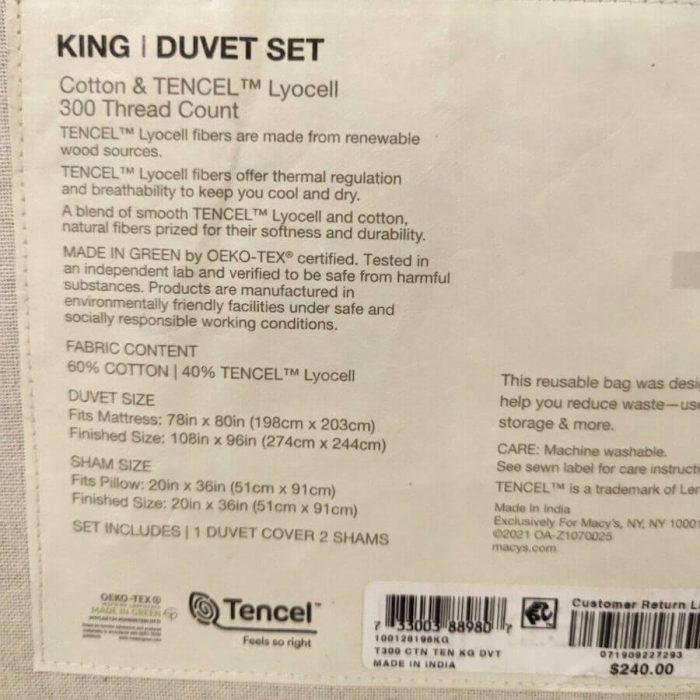 KING | DUVET SET
Cotton & TENCEL™ Lyocell
300 Thread Count
TENCEL™ Lyocell fibers are made from renewable
wood sources.
TENCEL™ Lyocell fibers offer thermal regulation
and breathability to keep you cool and dry.
A blend of smooth TENCEL™ Lyocell and cotton,
natural fibers prized for their softness and durability.
MADE IN GREEN by OEKO-TEX® certified. Tested in
an independent lab and verified to be safe from harmful
substances. Products are manufactured in
environmentally friendly facilities under safe and
socially responsible working conditions.
FABRIC CONTENT
60% COTTON | 40% TENCEL™ Lyocell
DUVET SIZE
Fits Mattress: 78in x 80in (198cm x 203cm)
Finished Size: 108in x 96in (274cm x 244cm)
SHAM SIZE
Fits Pillow: 20in x 36in (51cm x 91cm)
Finished Size: 20in x 36in (51cm x 91cm)
SET INCLUDES | 1 DUVET COVER 2 SHAMS
This reusable bag was desi
help you reduce waste—use
storage & more.
CARE: Machine washable.
See sewn label for care instructi
TENCEL™ is a trademark of Len
Made In India
Exclusively For Macy's, NY, NY 10001
©2021 OA-Z1070025
macys.com
OEKO-TEX®
MADE IN GREEN
Tencel™
Feels so right
7 33003 88980 7
100128196KG
T300 CTN TEN KG DVT
MADE IN INDIA
Customer Return L
071909227293
$240.00